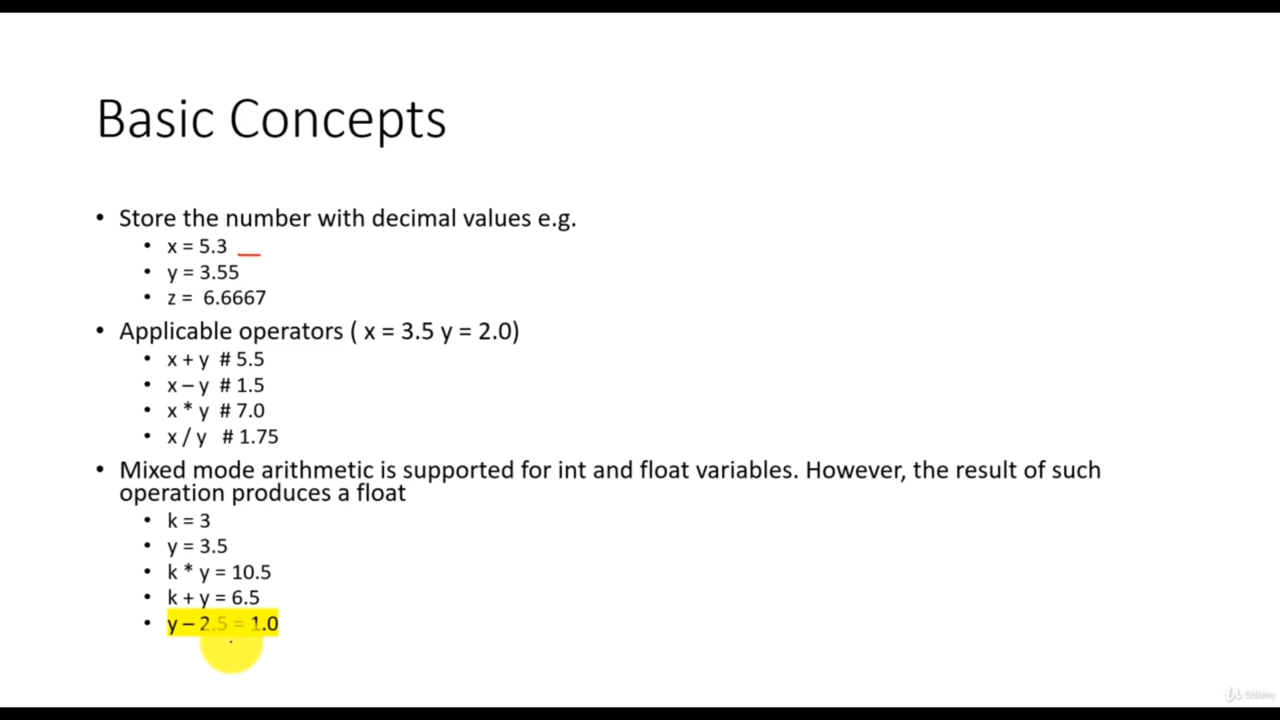 Basic Concepts
• Store the number with decimal values e.g.
• x = 5.3
• y = 3.55
• z = 6.6667
• Applicable operators ( x = 3.5 y = 2.0)
• x + y # 5.5
• x – y # 1.5
• x * y # 7.0
• x / y # 1.75
• Mixed mode arithmetic is supported for int and float variables. However, the result of such
operation produces a float
• k = 3
• y = 3.5
• k * y = 10.5
• k + y = 6.5
• y – 2.5 = 1.0
Udemy